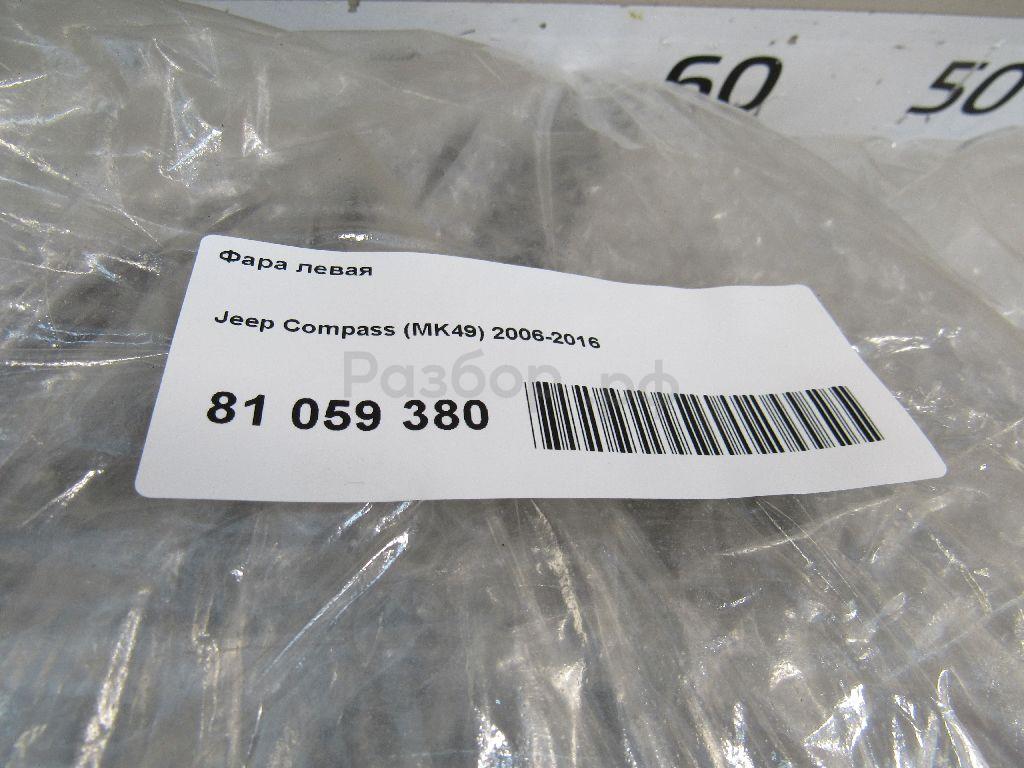 60 50
Фара левая
Jeep Compass (MK49) 2006-2016
Разбор.рф
81 059 380